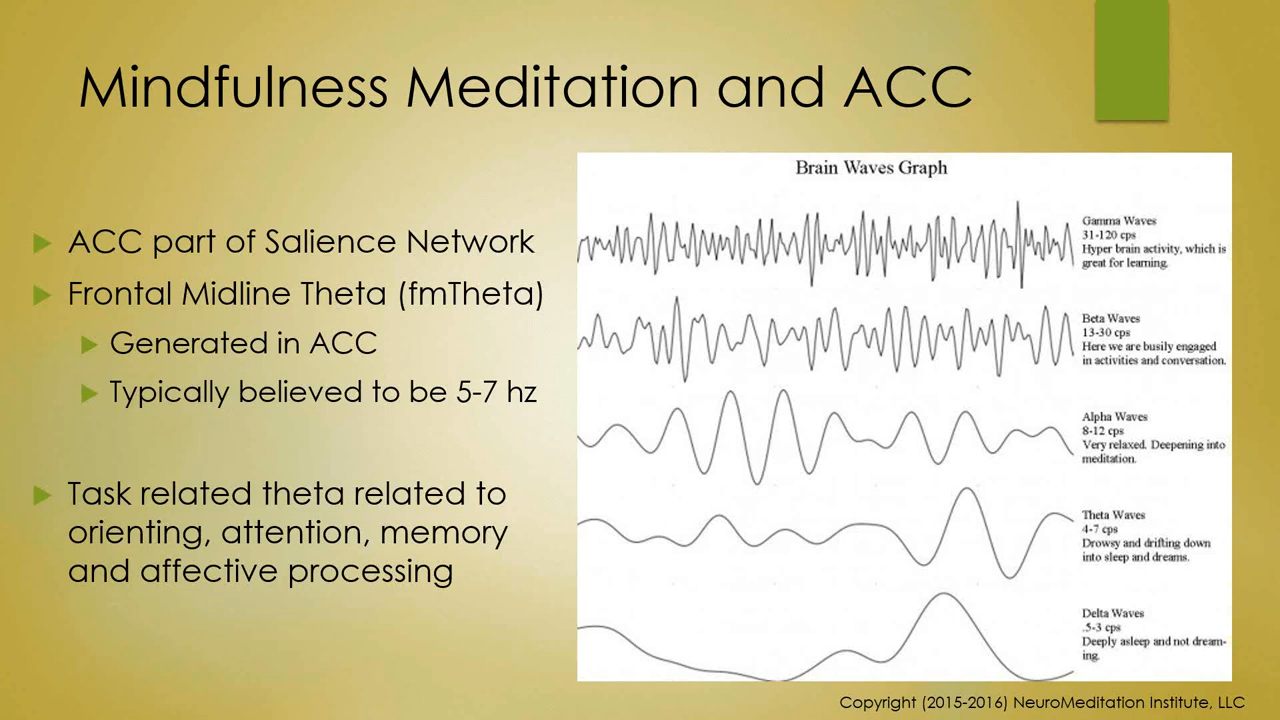 Mindfulness Meditation and ACC
ACC part of Salience Network
Frontal Midline Theta (fmTheta)
Generated in ACC
Typically believed to be 5-7 hz
Task related theta related to
orienting, attention, memory
and affective processing
Brain Waves Graph
Gamma Waves
31-120 cps
Hyper brain activity, which is
great for learning.
Beta Waves
13-30 cps
Here we are busily engaged
in activities and conversation.
Alpha Waves
8-12 cps
Very relaxed. Deepening into
meditation.
Theta Waves
4-7 cps
Drowsy and drifting down
into sleep and dreams.
Delta Waves
.5-3 cps
Deeply asleep and not dream-
ing.
Copyright (2015-2016) NeuroMeditation Institute, LLC